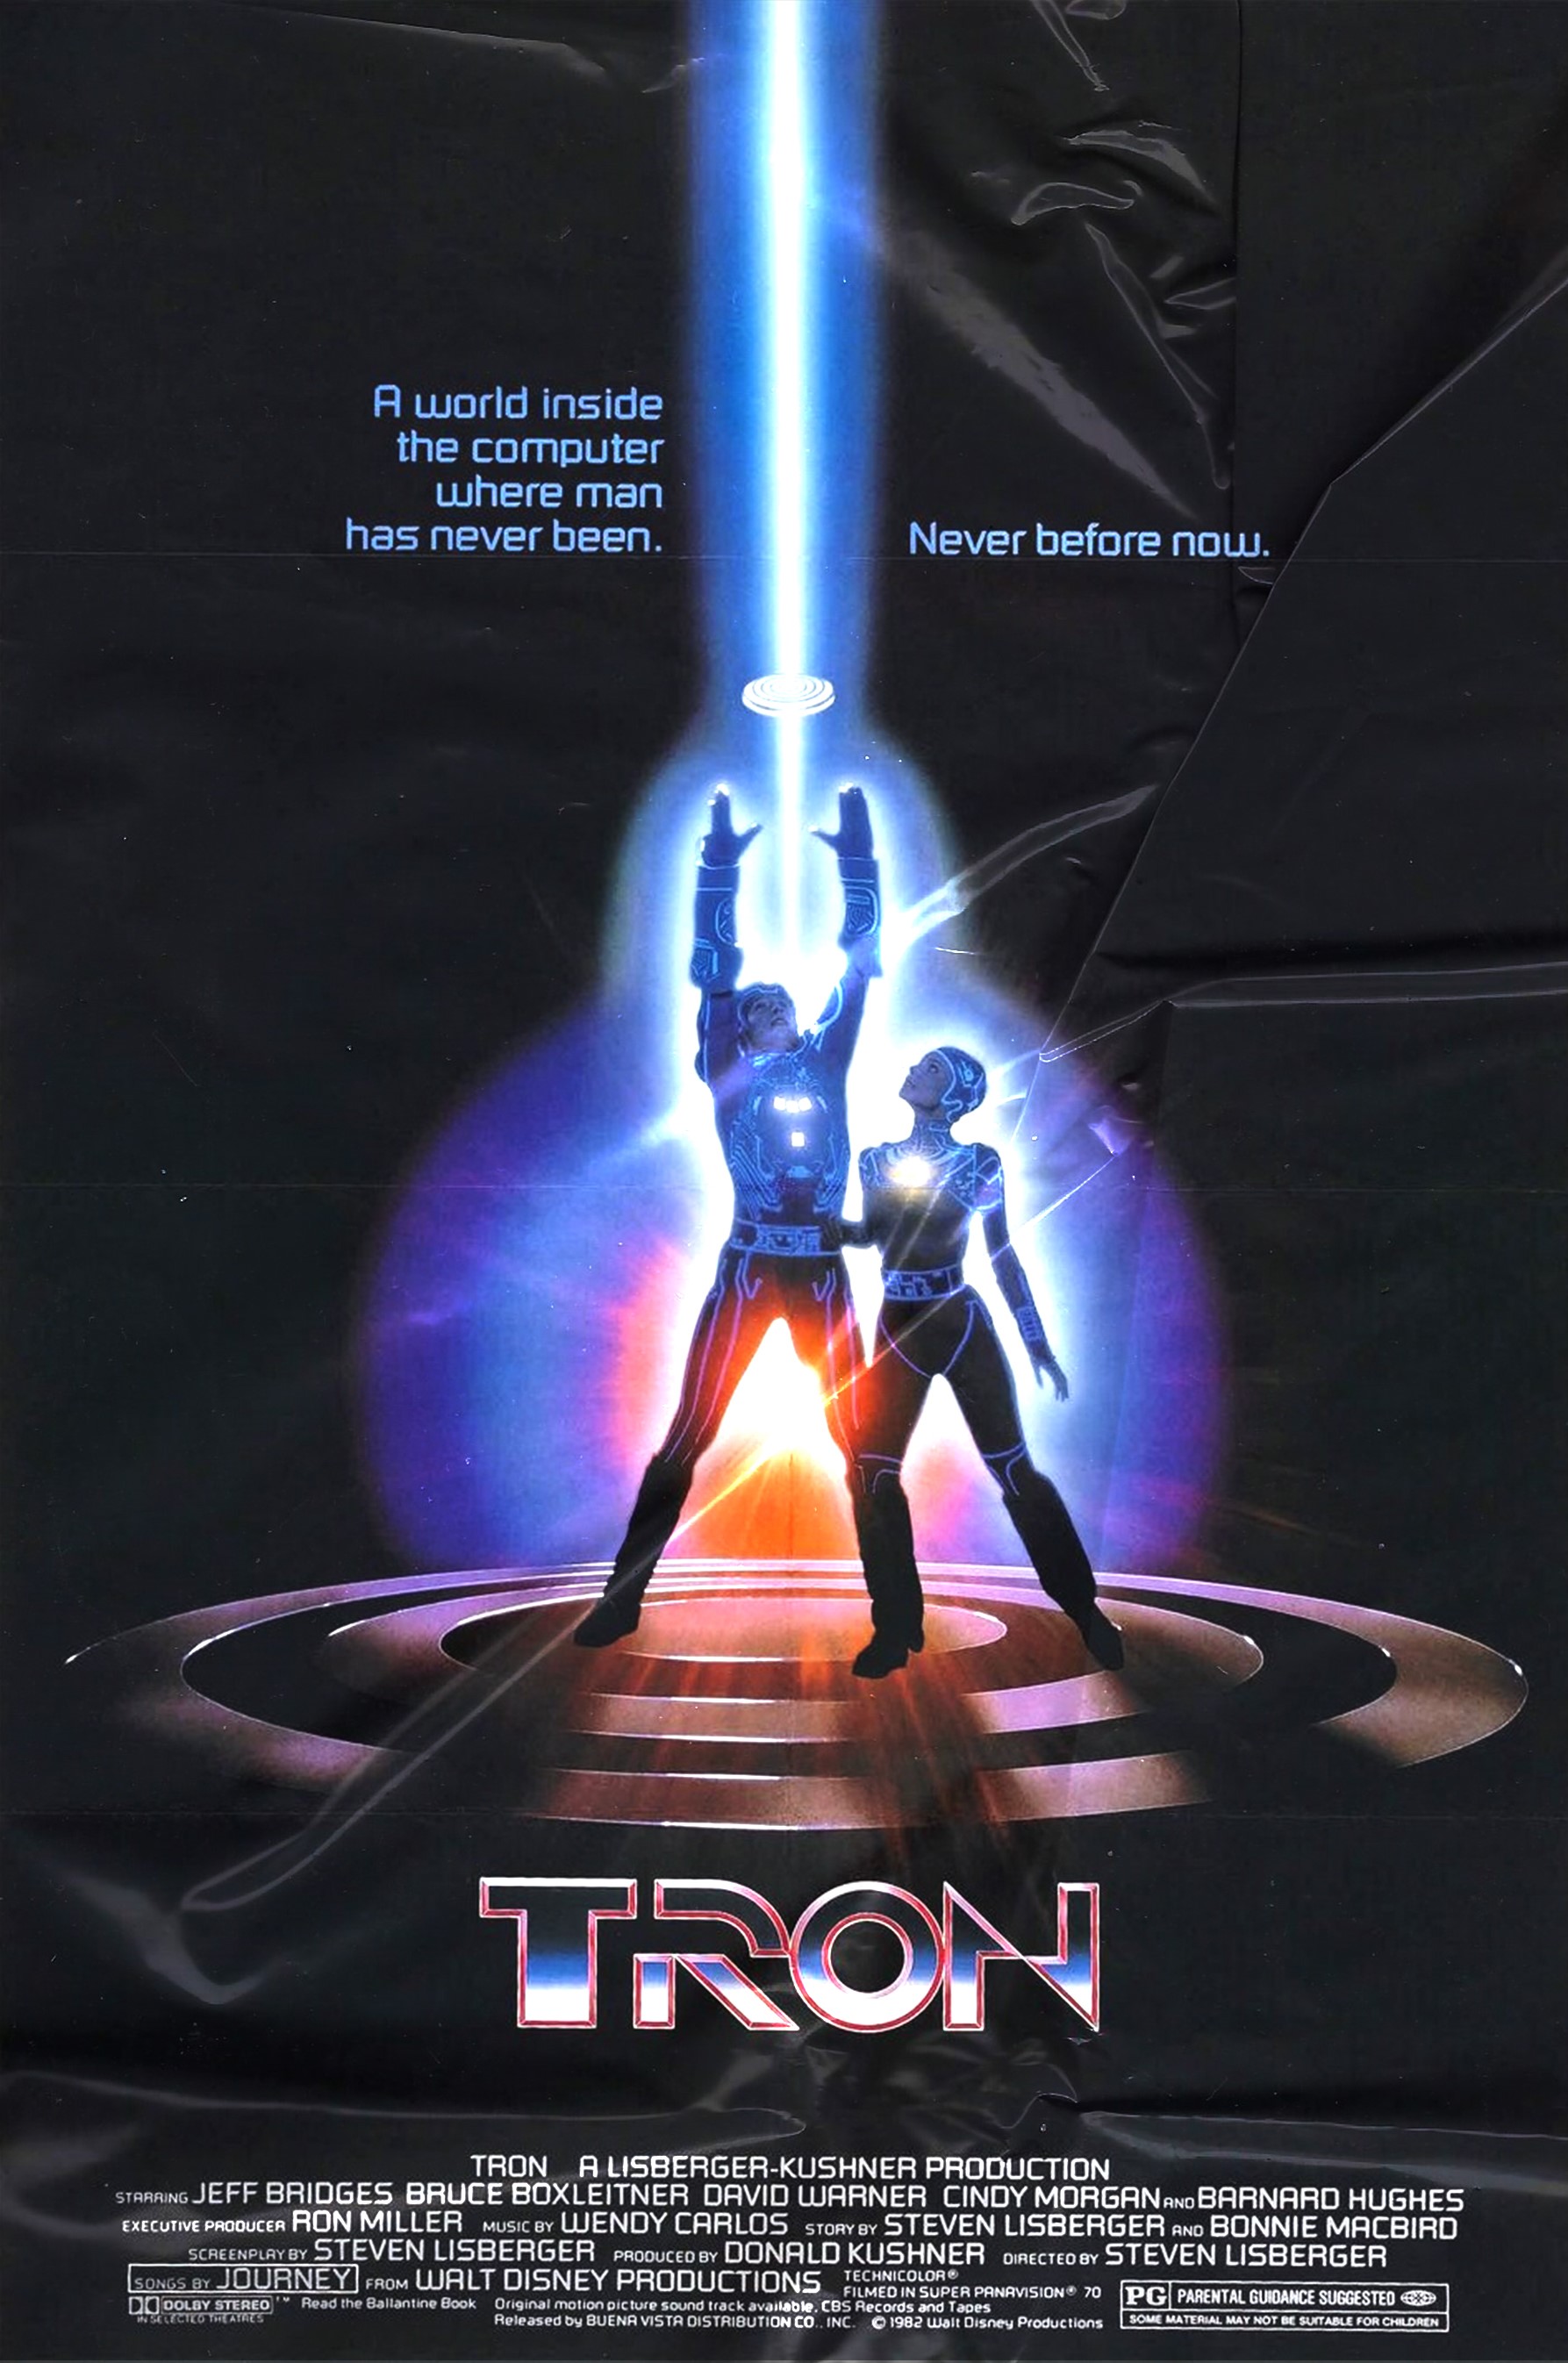 A world inside
the computer
where man
has never been.
Never before now.
TRON
TRON A LISBERGER-KUSHNER PRODUCTION
STARRING JEFF BRIDGES BRUCE BOXLEITNER DAVID WARNER CINDY MORGAN AND BARNARD HUGHES
EXECUTIVE PRODUCER RON MILLER MUSIC BY WENDY CARLOS STORY BY STEVEN LISBERGER AND BONNIE MACBIRD
SCREENPLAY BY STEVEN LISBERGER PRODUCED BY DONALD KUSHNER DIRECTED BY STEVEN LISBERGER
SONGS BY JOURNEY FROM WALT DISNEY PRODUCTIONS TECHNICOLOR®
FILMED IN SUPER PANAVISION® 70
DOLBY STEREO™ Read the Ballantine Book Original motion picture sound track available, CBS Records and Tapes
IN SELECTED THEATRES Released by BUENA VISTA DISTRIBUTION CO., INC. © 1982 Walt Disney Productions
PG PARENTAL GUIDANCE SUGGESTED
SOME MATERIAL MAY NOT BE SUITABLE FOR CHILDREN